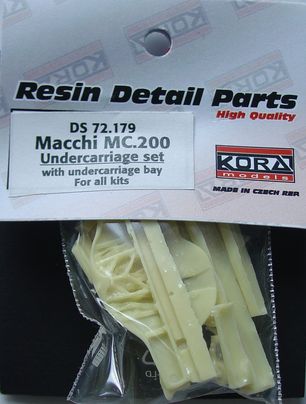 Resin Detail Parts
High Quality
DS 72.179
Macchi MC.200
Undercarriage set
with undercarriage bay
For all kits
KORA
models
MADE IN CZECH REP.